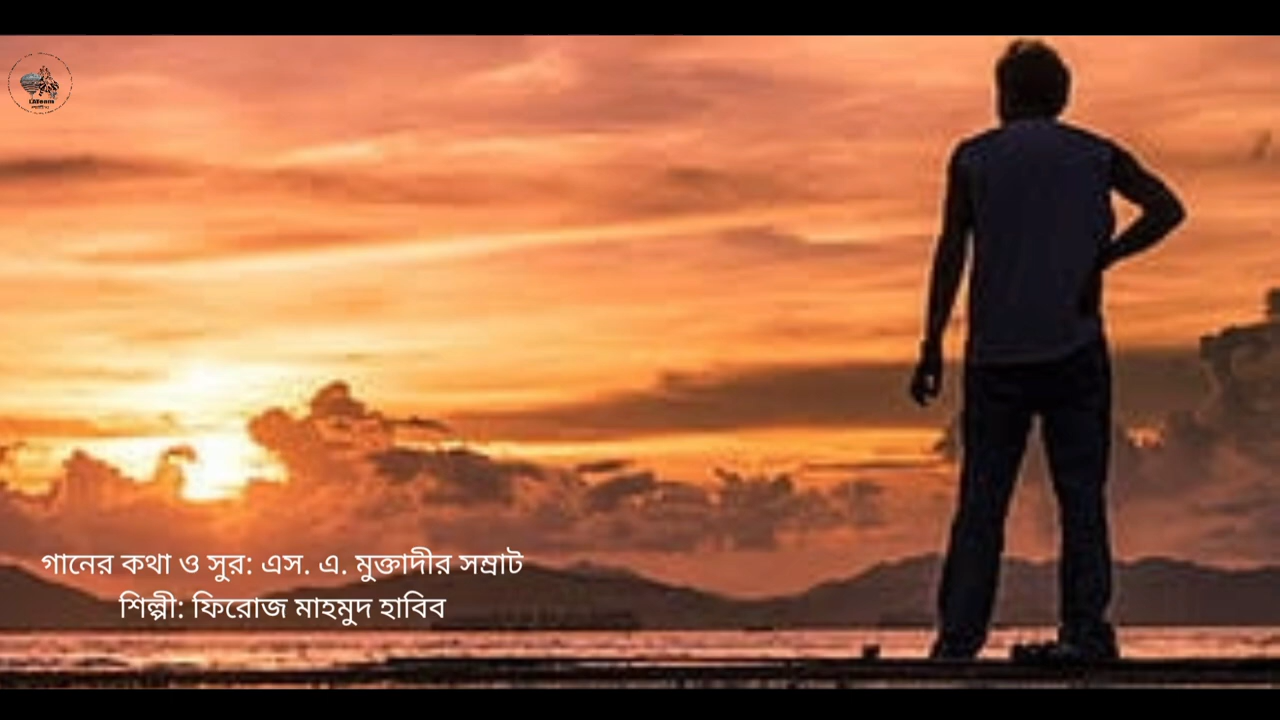 গানের কথা ও সুর: এস. এ. মুক্তাদীর সম্রাট
শিল্পী: ফিরোজ মাহমুদ হাবিব